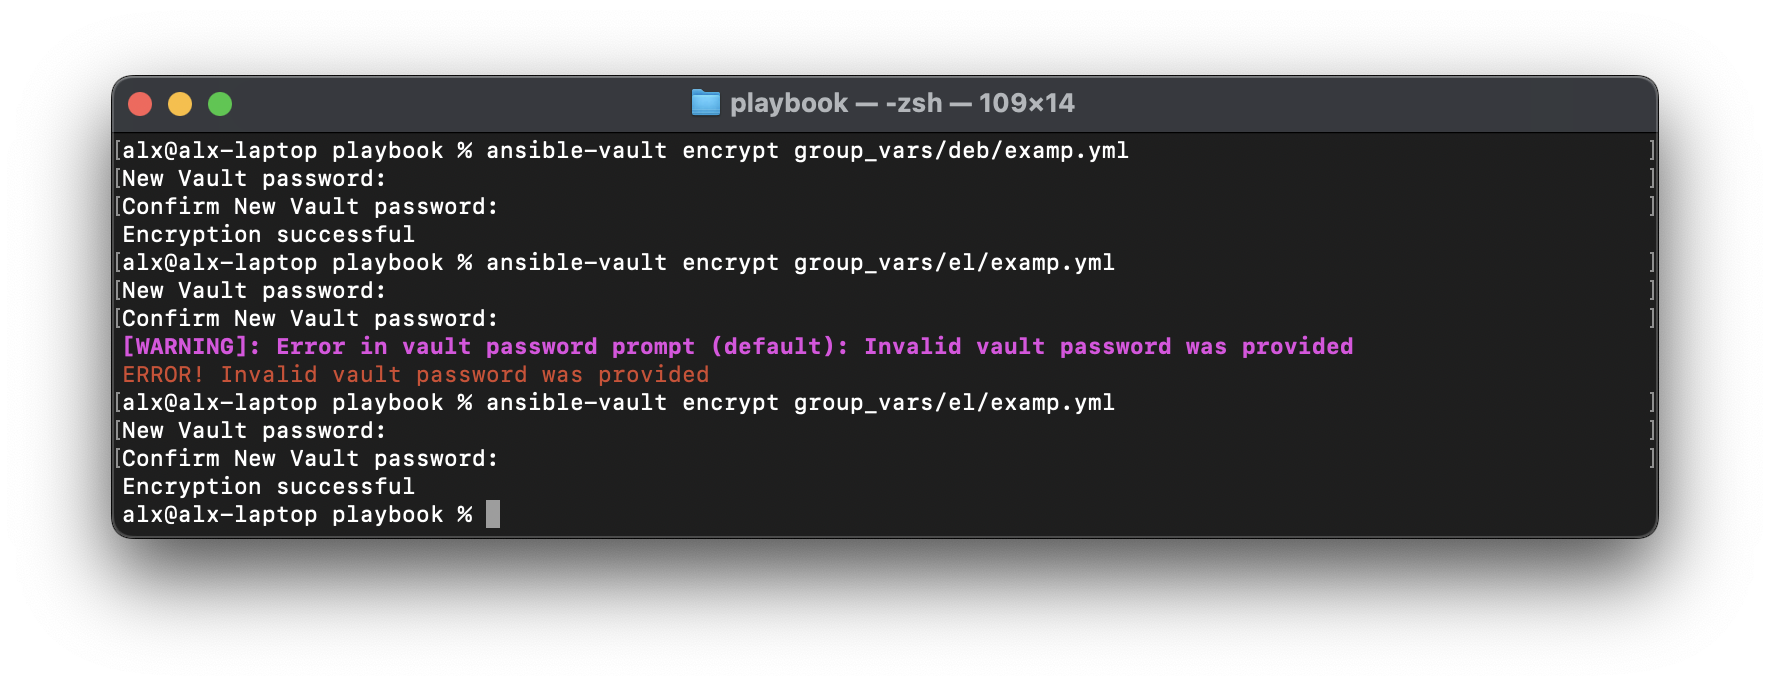 playbook — -zsh — 109×14
alx@alx-laptop playbook % ansible-vault encrypt group_vars/deb/examp.yml
New Vault password:
Confirm New Vault password:
Encryption successful
alx@alx-laptop playbook % ansible-vault encrypt group_vars/el/examp.yml
New Vault password:
Confirm New Vault password:
[WARNING]: Error in vault password prompt (default): Invalid vault password was provided
ERROR! Invalid vault password was provided
alx@alx-laptop playbook % ansible-vault encrypt group_vars/el/examp.yml
New Vault password:
Confirm New Vault password:
Encryption successful
alx@alx-laptop playbook %